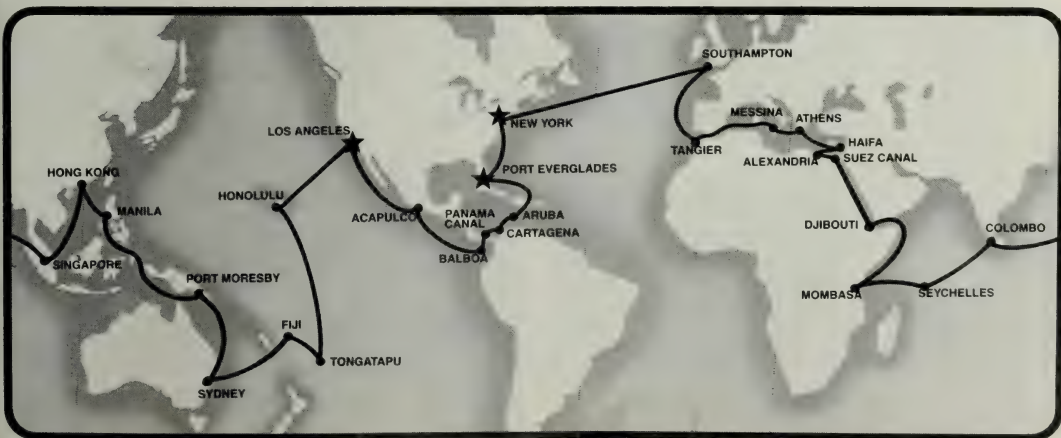 SOUTHAMPTON
NEW YORK
MESSINA
ATHENS
LOS ANGELES
TANGIER
HAIFA
ALEXANDRIA
SUEZ CANAL
HONG KONG
PORT EVERGLADES
HONOLULU
MANILA
ACAPULCO
PANAMA
CANAL
ARUBA
CARTAGENA
DJIBOUTI
COLOMBO
BALBOA
SINGAPORE
PORT MORESBY
MOMBASA
SEYCHELLES
FIJI
TONGATAPU
SYDNEY